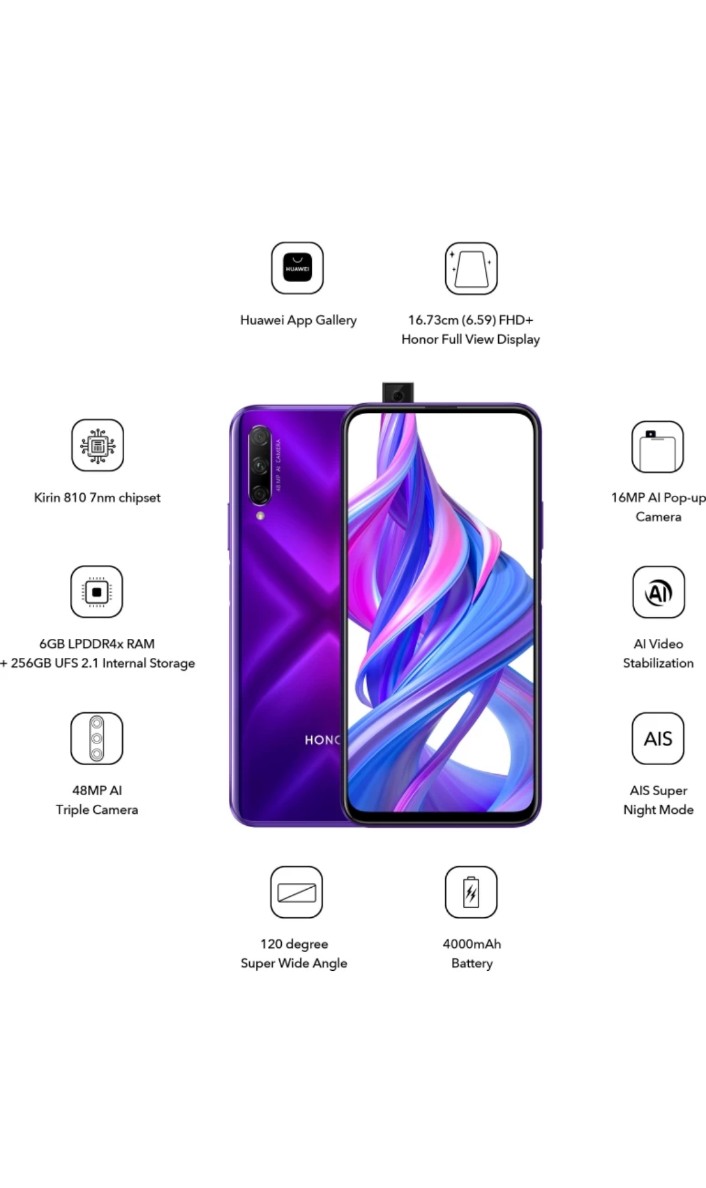 HUAWEI
Huawei App Gallery
16.73cm (6.59) FHD+
Honor Full View Display
48 MP AI CAMERA
Kirin 810 7nm chipset
16MP AI Pop-up
Camera
AI
6GB LPDDR4x RAM
+ 256GB UFS 2.1 Internal Storage
AI Video
Stabilization
HONO
AIS
48MP AI
Triple Camera
AIS Super
Night Mode
120 degree
Super Wide Angle
4000mAh
Battery